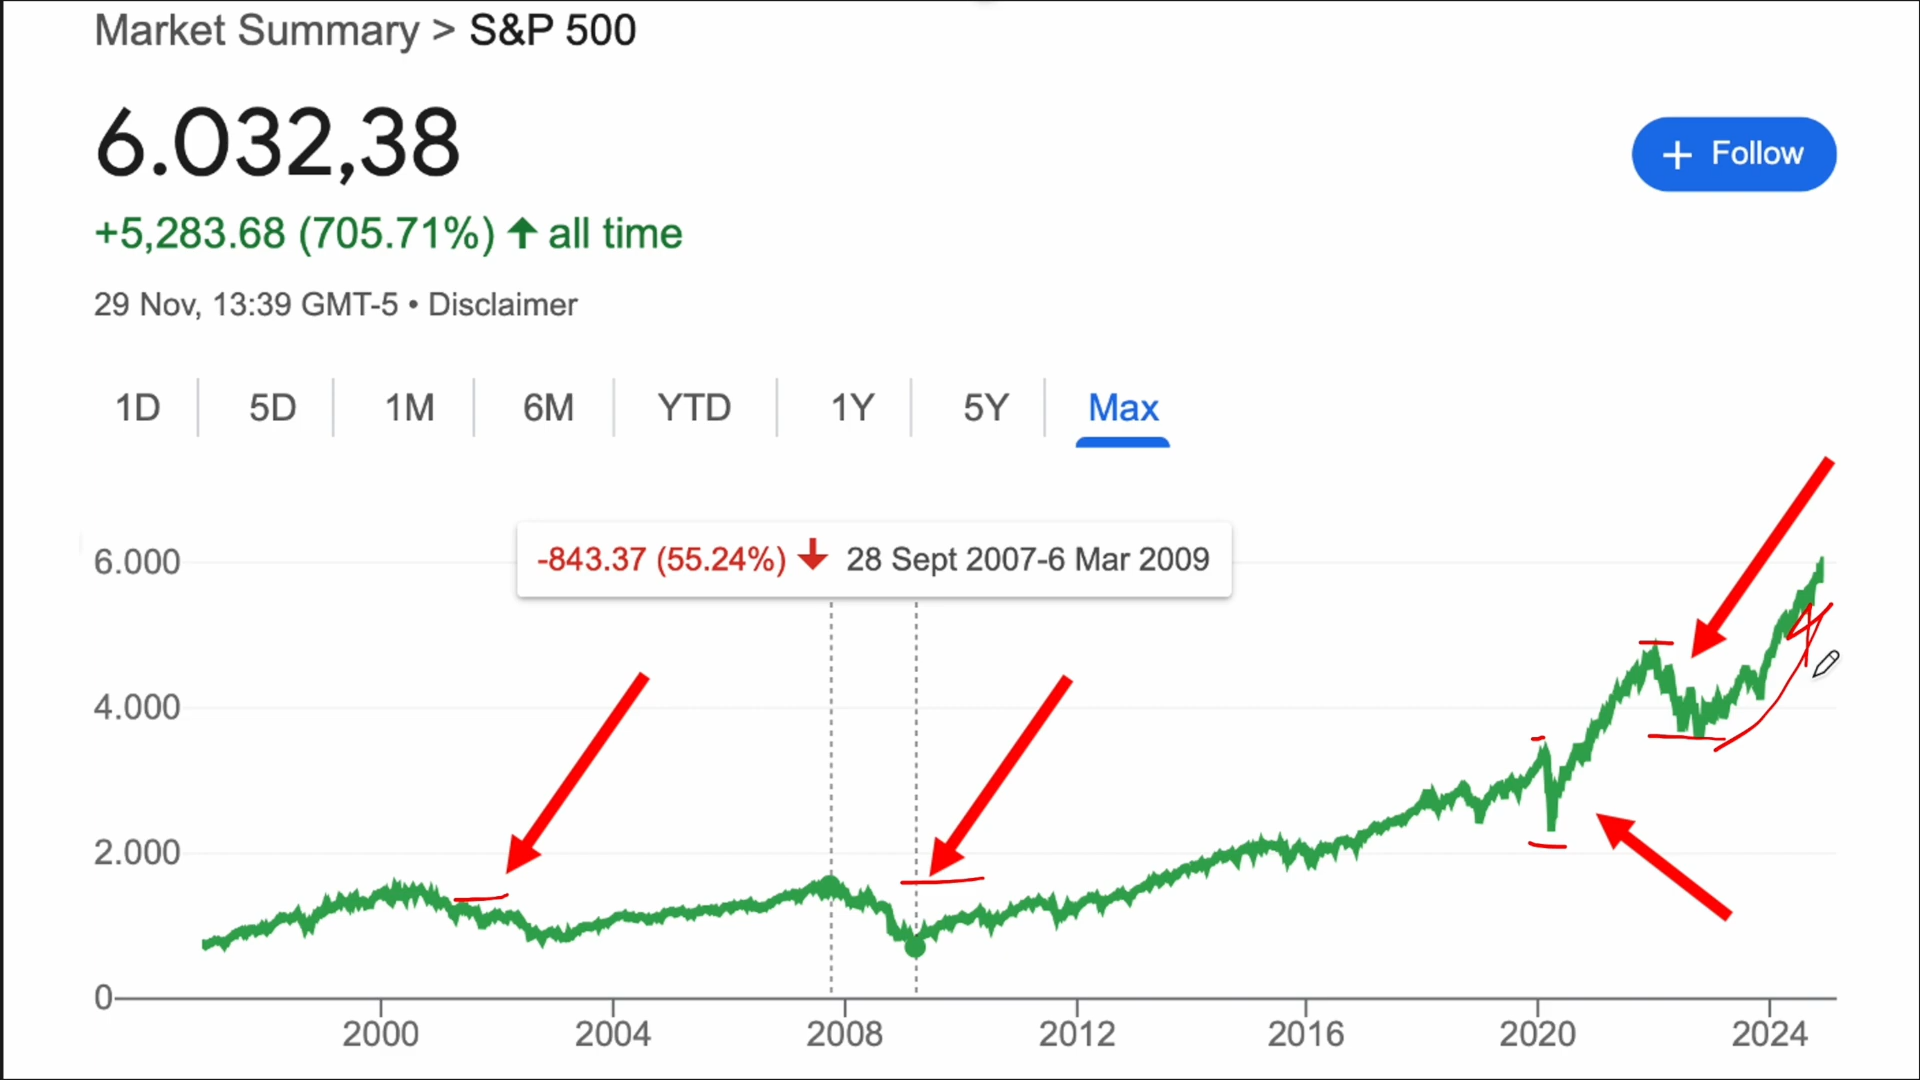 Market Summary > S&P 500
6.032,38
+ Follow
+5,283.68 (705.71%) ↑ all time
29 Nov, 13:39 GMT-5 • Disclaimer
1D 5D 1M 6M YTD 1Y 5Y Max
-843.37 (55.24%) ↓ 28 Sept 2007-6 Mar 2009
6.000
4.000
2.000
0
2000 2004 2008 2012 2016 2020 2024